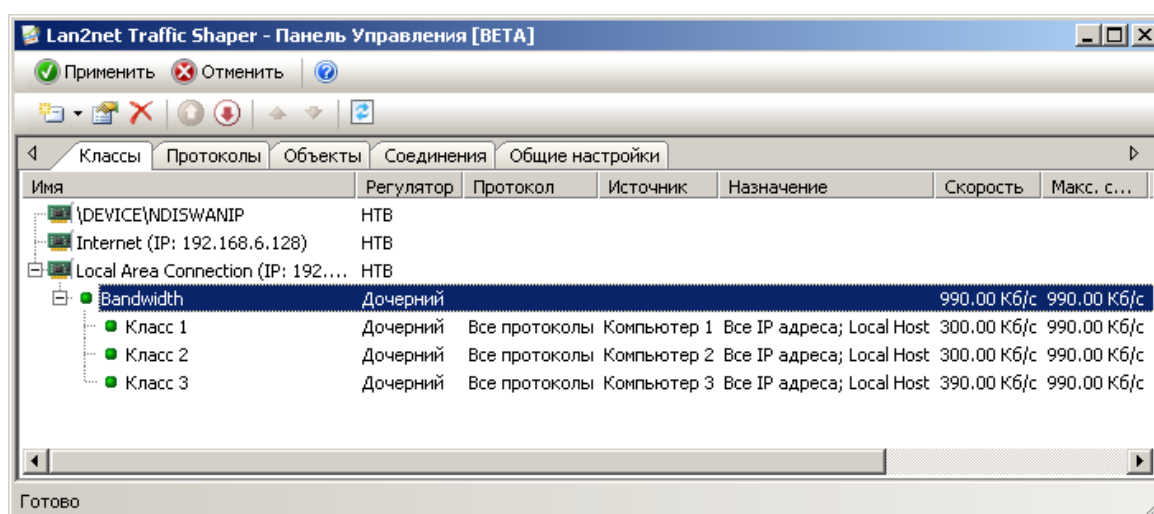 Lan2net Traffic Shaper - Панель Управления [BETA]
Применить Отменить
Классы Протоколы Объекты Соединения Общие настройки
Имя Регулятор Протокол Источник Назначение Скорость Макс. с...
\DEVICE\NDISWANIP HTB
Internet (IP: 192.168.6.128) HTB
Local Area Connection (IP: 192.... HTB
Bandwidth Дочерний 990.00 Кб/с 990.00 Кб/с
Класс 1 Дочерний Все протоколы Компьютер 1 Все IP адреса; Local Host 300.00 Кб/с 990.00 Кб/с
Класс 2 Дочерний Все протоколы Компьютер 2 Все IP адреса; Local Host 300.00 Кб/с 990.00 Кб/с
Класс 3 Дочерний Все протоколы Компьютер 3 Все IP адреса; Local Host 390.00 Кб/с 990.00 Кб/с
Готово